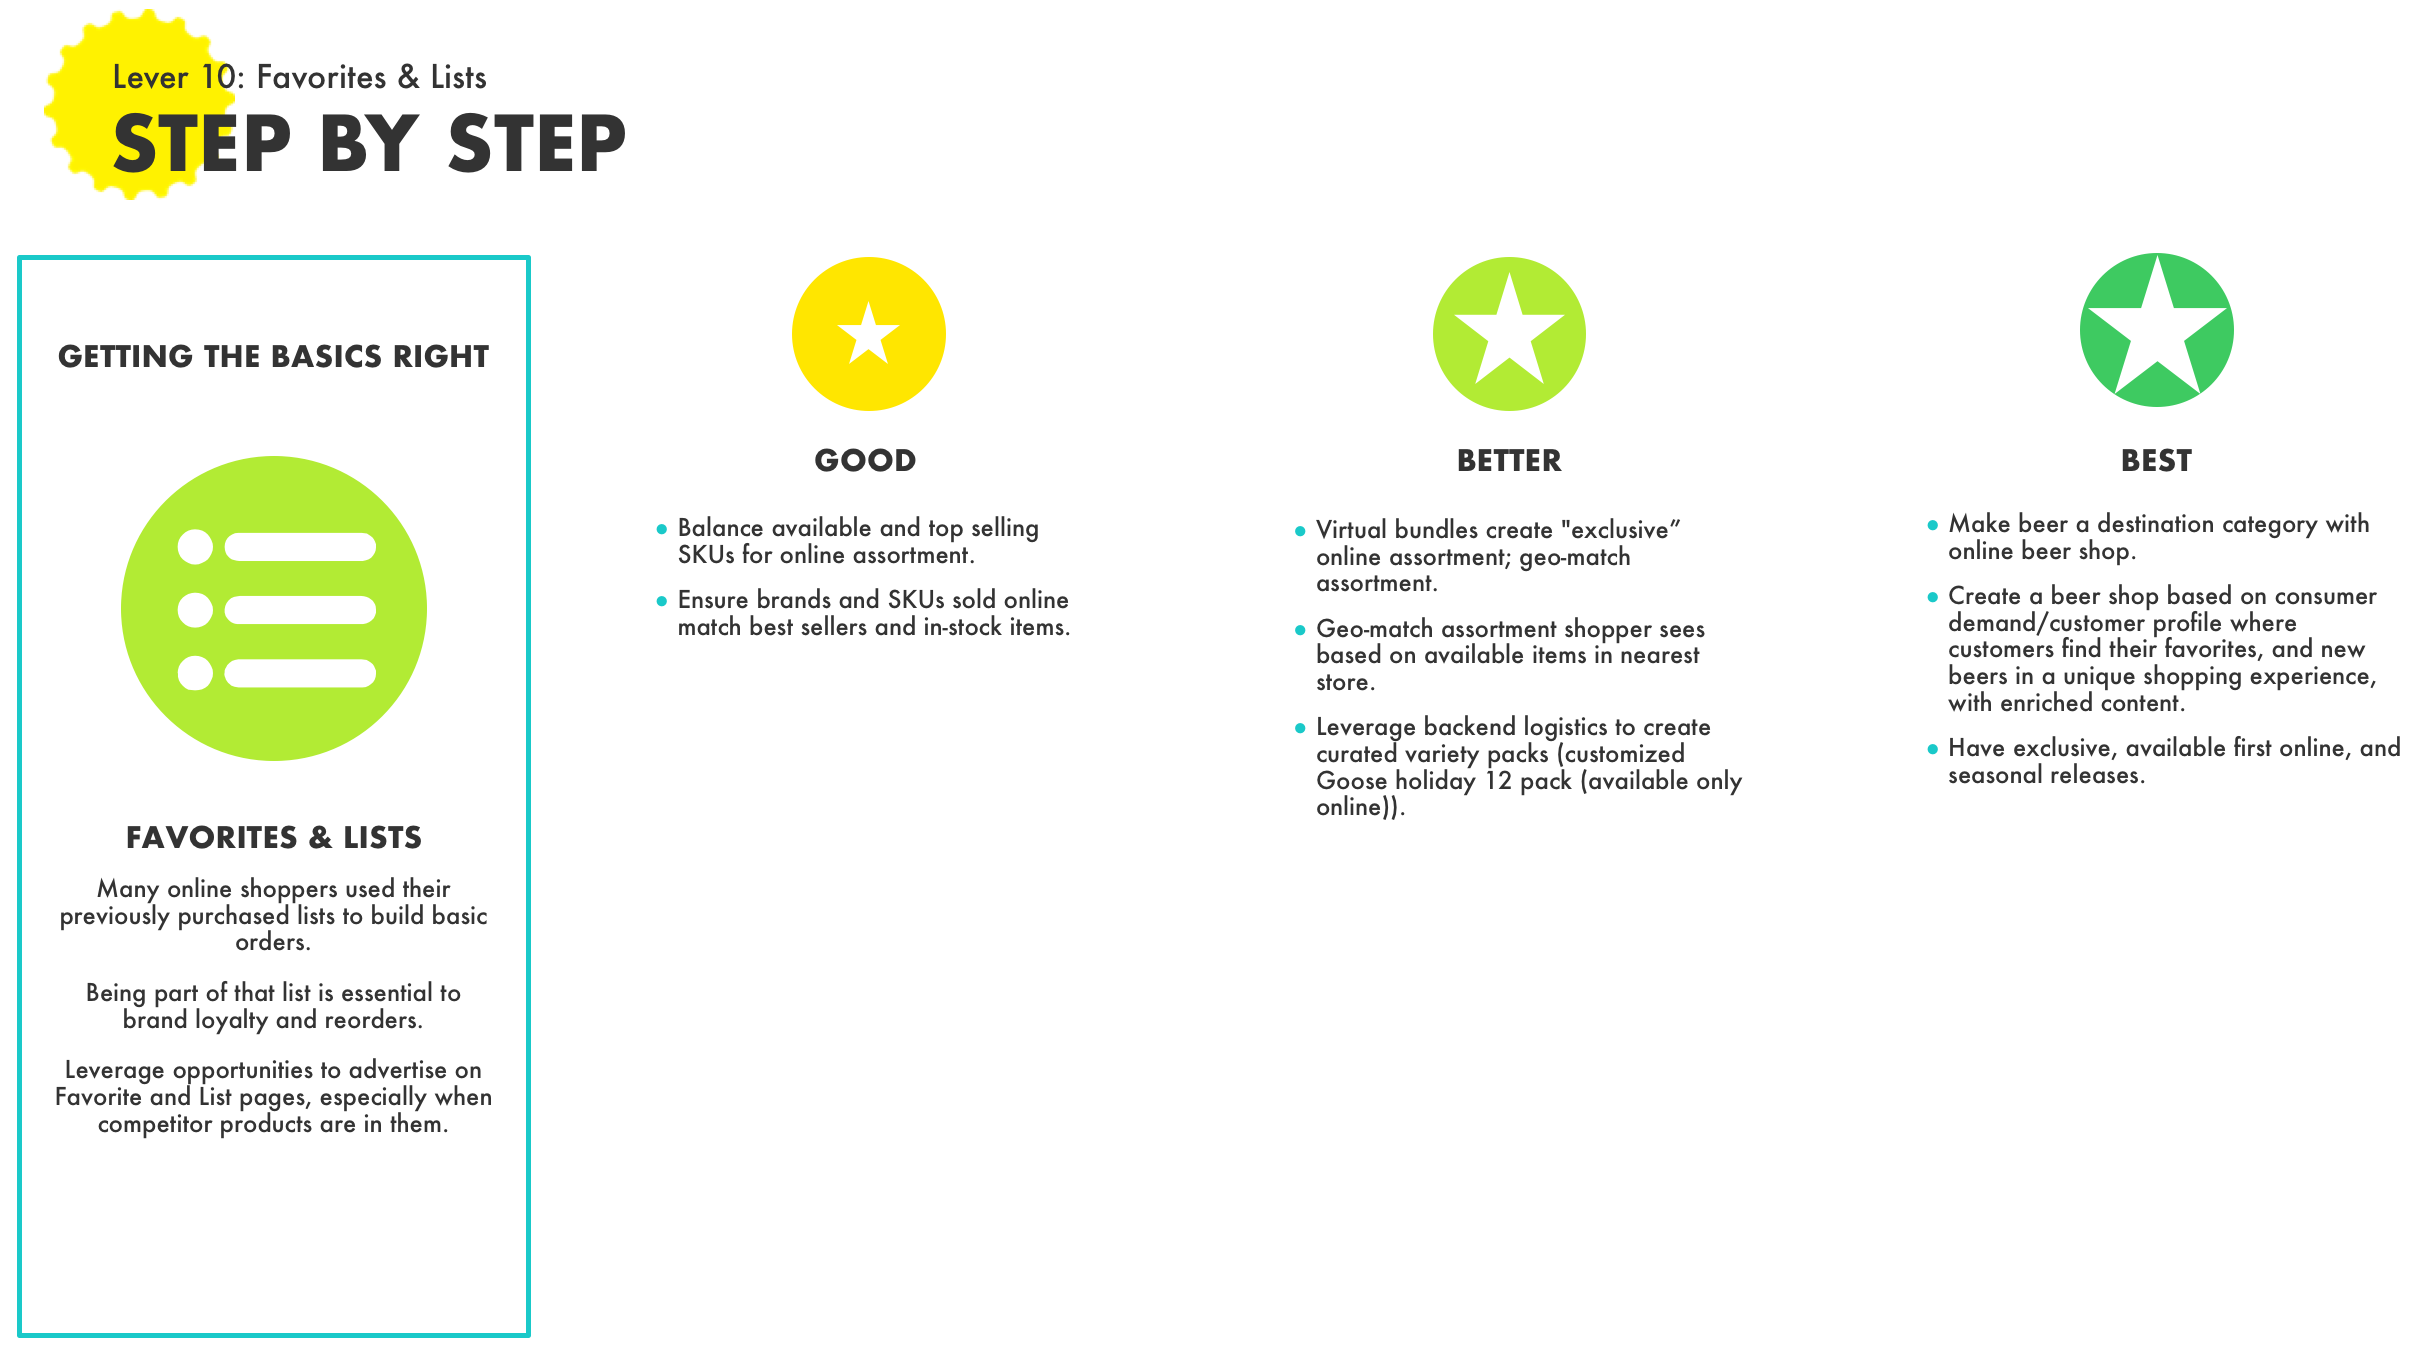 Lever 10: Favorites & Lists
STEP BY STEP
GETTING THE BASICS RIGHT
FAVORITES & LISTS
Many online shoppers used their
previously purchased lists to build basic
orders.
Being part of that list is essential to
brand loyalty and reorders.
Leverage opportunities to advertise on
Favorite and List pages, especially when
competitor products are in them.
GOOD
• Balance available and top selling
SKUs for online assortment.
• Ensure brands and SKUs sold online
match best sellers and in-stock items.
BETTER
• Virtual bundles create "exclusive”
online assortment; geo-match
assortment.
• Geo-match assortment shopper sees
based on available items in nearest
store.
• Leverage backend logistics to create
curated variety packs (customized
Goose holiday 12 pack (available only
online)).
BEST
• Make beer a destination category with
online beer shop.
• Create a beer shop based on consumer
demand/customer profile where
customers find their favorites, and new
beers in a unique shopping experience,
with enriched content.
• Have exclusive, available first online, and
seasonal releases.